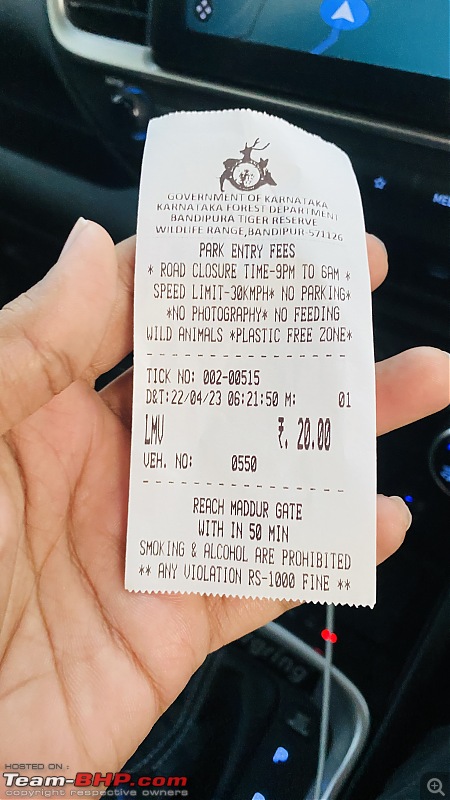 GOVERNMENT OF KARNATAKA
KARNATAKA FOREST DEPARTMENT
BANDIPURA TIGER RESERVE
WILDLIFE RANGE,BANDIPUR-571126
PARK ENTRY FEES
* ROAD CLOSURE TIME-9PM TO 6AM *
SPEED LIMIT-30KMPH* NO PARKING*
*NO PHOTOGRAPHY* NO FEEDING
WILD ANIMALS *PLASTIC FREE ZONE*
TICK NO: 002-00515
D&T:22/04/23 06:21:50 M: 01
LMV ₹. 20.00
VEH. NO: 0550
REACH MADDUR GATE
WITH IN 50 MIN
SMOKING & ALCOHOL ARE PROHIBITED
** ANY VIOLATION RS-1000 FINE **
HOSTED ON :
Team-BHP.com
copyright respective owners